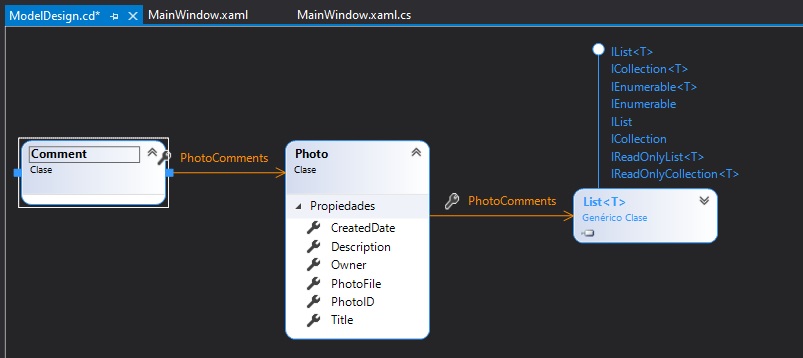 ModelDesign.cd* MainWindow.xaml MainWindow.xaml.cs
IList<T>
ICollection<T>
IEnumerable<T>
IEnumerable
IList
ICollection
IReadOnlyList<T>
IReadOnlyCollection<T>
Comment
Clase
PhotoComments
Photo
Clase
Propiedades
CreatedDate
Description
Owner
PhotoFile
PhotoID
Title
PhotoComments
List<T>
Genérico Clase